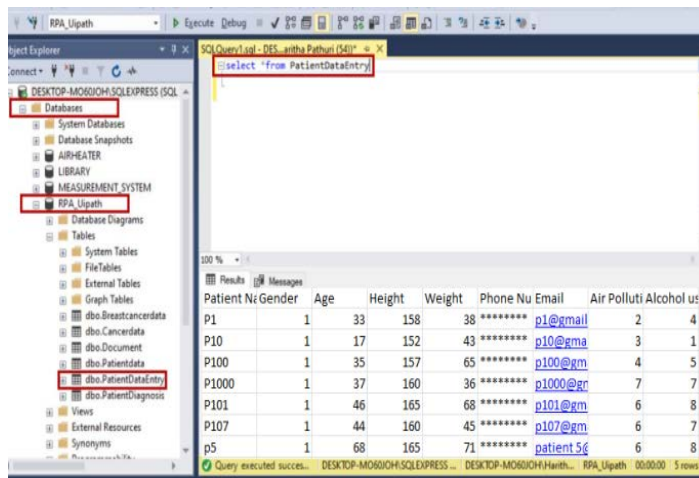 RPA_Uipath
Execute Debug
Object Explorer
SQLQuery1.sql - DES...aritha Pathuri (54))*
Connect
select *from PatientDataEntry
DESKTOP-MO60JOH\SQLEXPRESS (SQL
Databases
System Databases
Database Snapshots
AIRHEATER
LIBRARY
MEASUREMENT_SYSTEM
RPA_Uipath
Database Diagrams
Tables
System Tables
FileTables
External Tables
Graph Tables
dbo.Breastcancerdata
dbo.Cancerdata
dbo.Document
dbo.Patientdata
dbo.PatientDataEntry
dbo.PatientDiagnosis
Views
External Resources
Synonyms
100 %
Results Messages
Patient Na Gender Age Height Weight Phone Nu Email Air Polluti Alcohol us
P1 1 33 158 38 ******** p1@gmail 2 4
P10 1 17 152 43 ******** p10@gma 3 1
P100 1 35 157 65 ******** p100@gm 4 5
P1000 1 37 160 36 ******** p1000@gn 7 7
P101 1 46 165 68 ******** p101@gm 6 8
P107 1 44 160 45 ******** p107@gm 6 7
p5 1 68 165 71 ******** patient 5@ 6 8
Query executed succes... DESKTOP-MO60JOH\SQLEXPRESS ... DESKTOP-MO60JOH\Harith... RPA_Uipath 00:00:00 5 rows